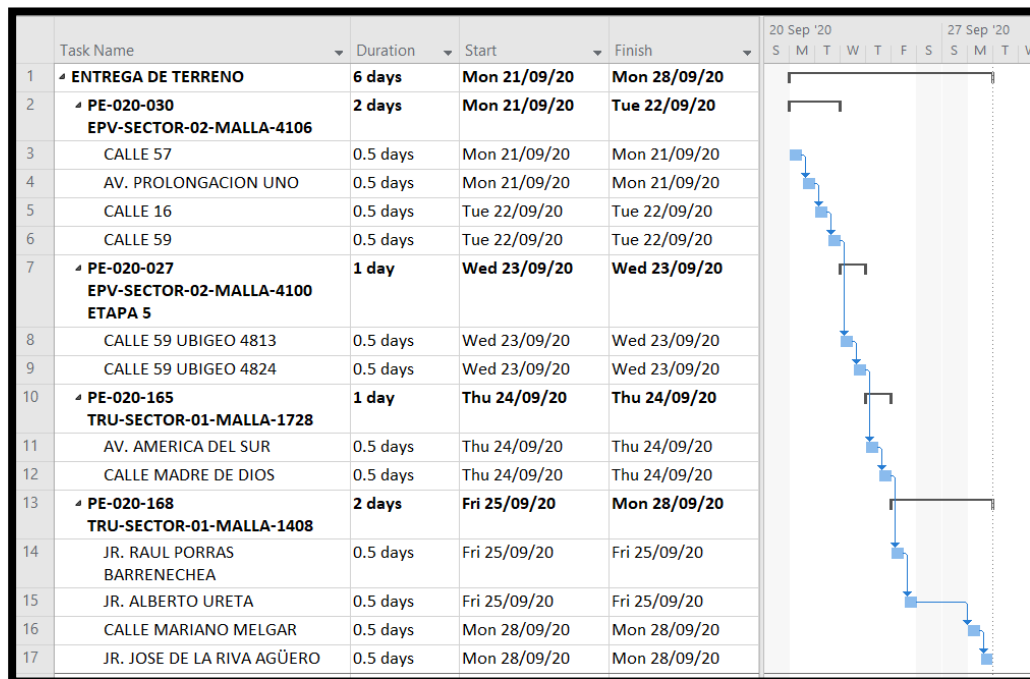 20 Sep '20 27 Sep '20
Task Name Duration Start Finish S M T W T F S S M T W
1 ENTREGA DE TERRENO 6 days Mon 21/09/20 Mon 28/09/20
2 PE-020-030 2 days Mon 21/09/20 Tue 22/09/20
EPV-SECTOR-02-MALLA-4106
3 CALLE 57 0.5 days Mon 21/09/20 Mon 21/09/20
4 AV. PROLONGACION UNO 0.5 days Mon 21/09/20 Mon 21/09/20
5 CALLE 16 0.5 days Tue 22/09/20 Tue 22/09/20
6 CALLE 59 0.5 days Tue 22/09/20 Tue 22/09/20
7 PE-020-027 1 day Wed 23/09/20 Wed 23/09/20
EPV-SECTOR-02-MALLA-4100
ETAPA 5
8 CALLE 59 UBIGEO 4813 0.5 days Wed 23/09/20 Wed 23/09/20
9 CALLE 59 UBIGEO 4824 0.5 days Wed 23/09/20 Wed 23/09/20
10 PE-020-165 1 day Thu 24/09/20 Thu 24/09/20
TRU-SECTOR-01-MALLA-1728
11 AV. AMERICA DEL SUR 0.5 days Thu 24/09/20 Thu 24/09/20
12 CALLE MADRE DE DIOS 0.5 days Thu 24/09/20 Thu 24/09/20
13 PE-020-168 2 days Fri 25/09/20 Mon 28/09/20
TRU-SECTOR-01-MALLA-1408
14 JR. RAUL PORRAS 0.5 days Fri 25/09/20 Fri 25/09/20
BARRENECHEA
15 JR. ALBERTO URETA 0.5 days Fri 25/09/20 Fri 25/09/20
16 CALLE MARIANO MELGAR 0.5 days Mon 28/09/20 Mon 28/09/20
17 JR. JOSE DE LA RIVA AGÜERO 0.5 days Mon 28/09/20 Mon 28/09/20